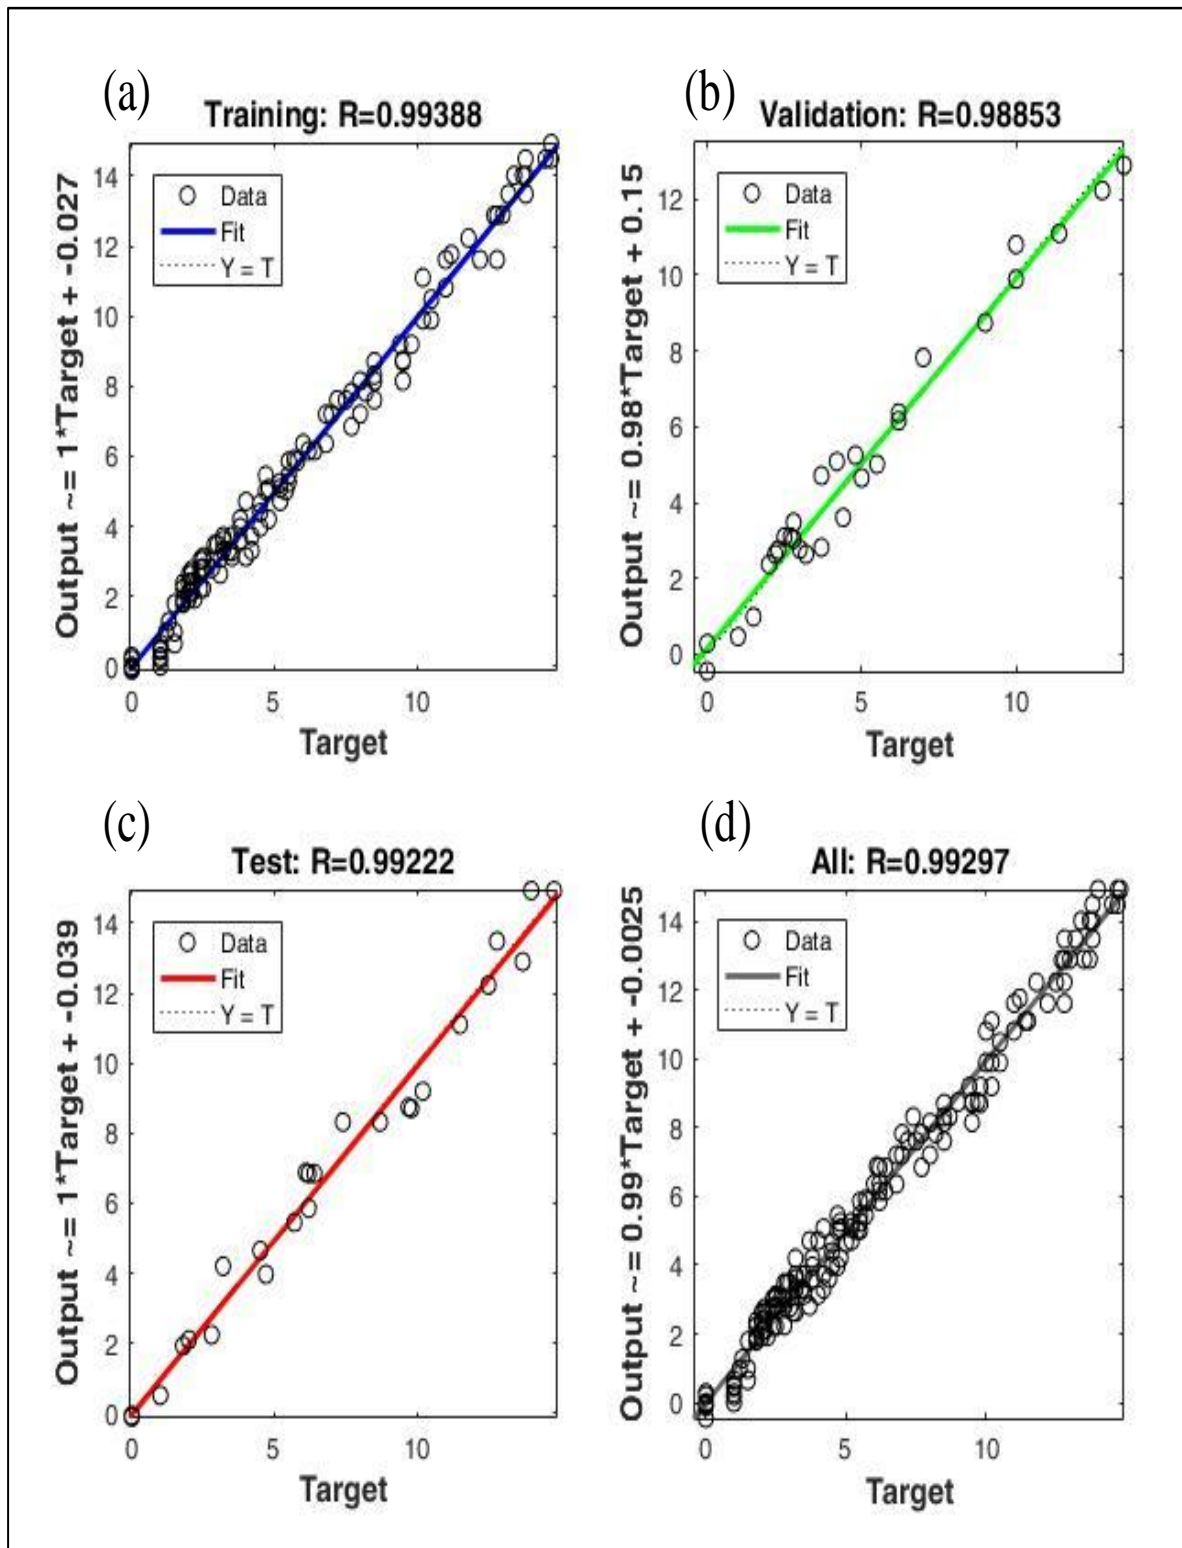 (a)
Training: R=0.99388
Output ~= 1*Target + -0.027
Data
Fit
Y = T
14
12
10
8
6
4
2
0
0 5 10
Target
(b)
Validation: R=0.98853
Output ~= 0.98*Target + 0.15
Data
Fit
Y = T
12
10
8
6
4
2
0
0 5 10
Target
(c)
Test: R=0.99222
Output ~= 1*Target + -0.039
Data
Fit
Y = T
14
12
10
8
6
4
2
0
0 5 10
Target
(d)
All: R=0.99297
Output ~= 0.99*Target + -0.0025
Data
Fit
Y = T
14
12
10
8
6
4
2
0
0 5 10
Target